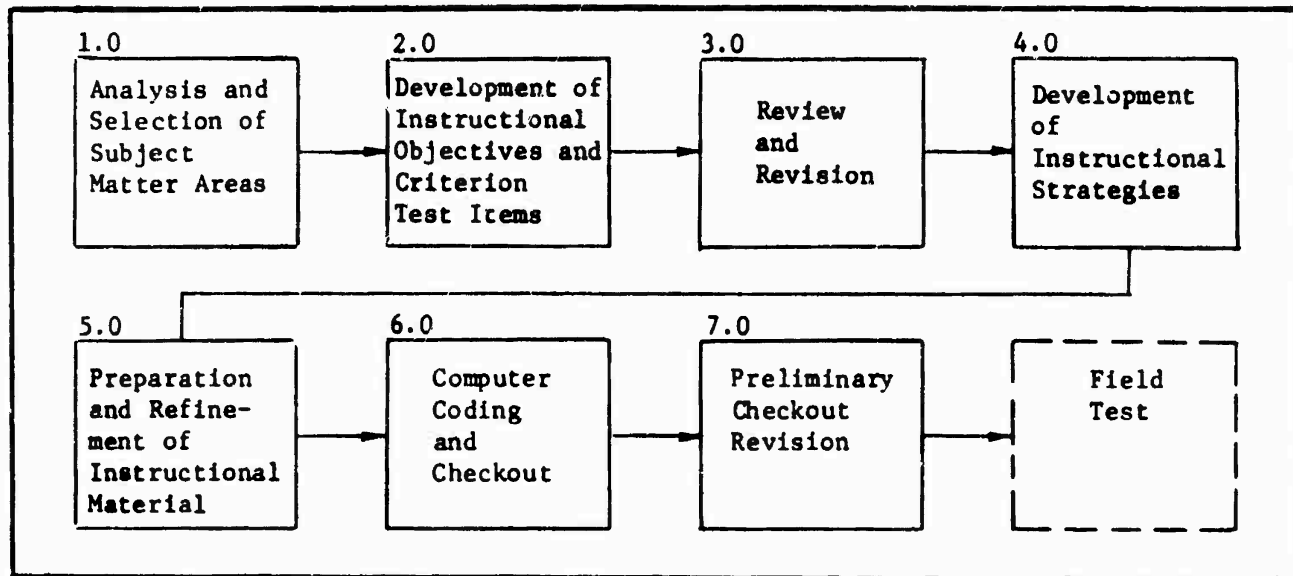 1.0
Analysis and
Selection of
Subject
Matter Areas
2.0
Development of
Instructional
Objectives and
Criterion
Test Items
3.0
Review
and
Revision
4.0
Development
of
Instructional
Strategies
5.0
Preparation
and Refine-
ment of
Instructional
Material
6.0
Computer
Coding
and
Checkout
7.0
Preliminary
Checkout
Revision
Field
Test